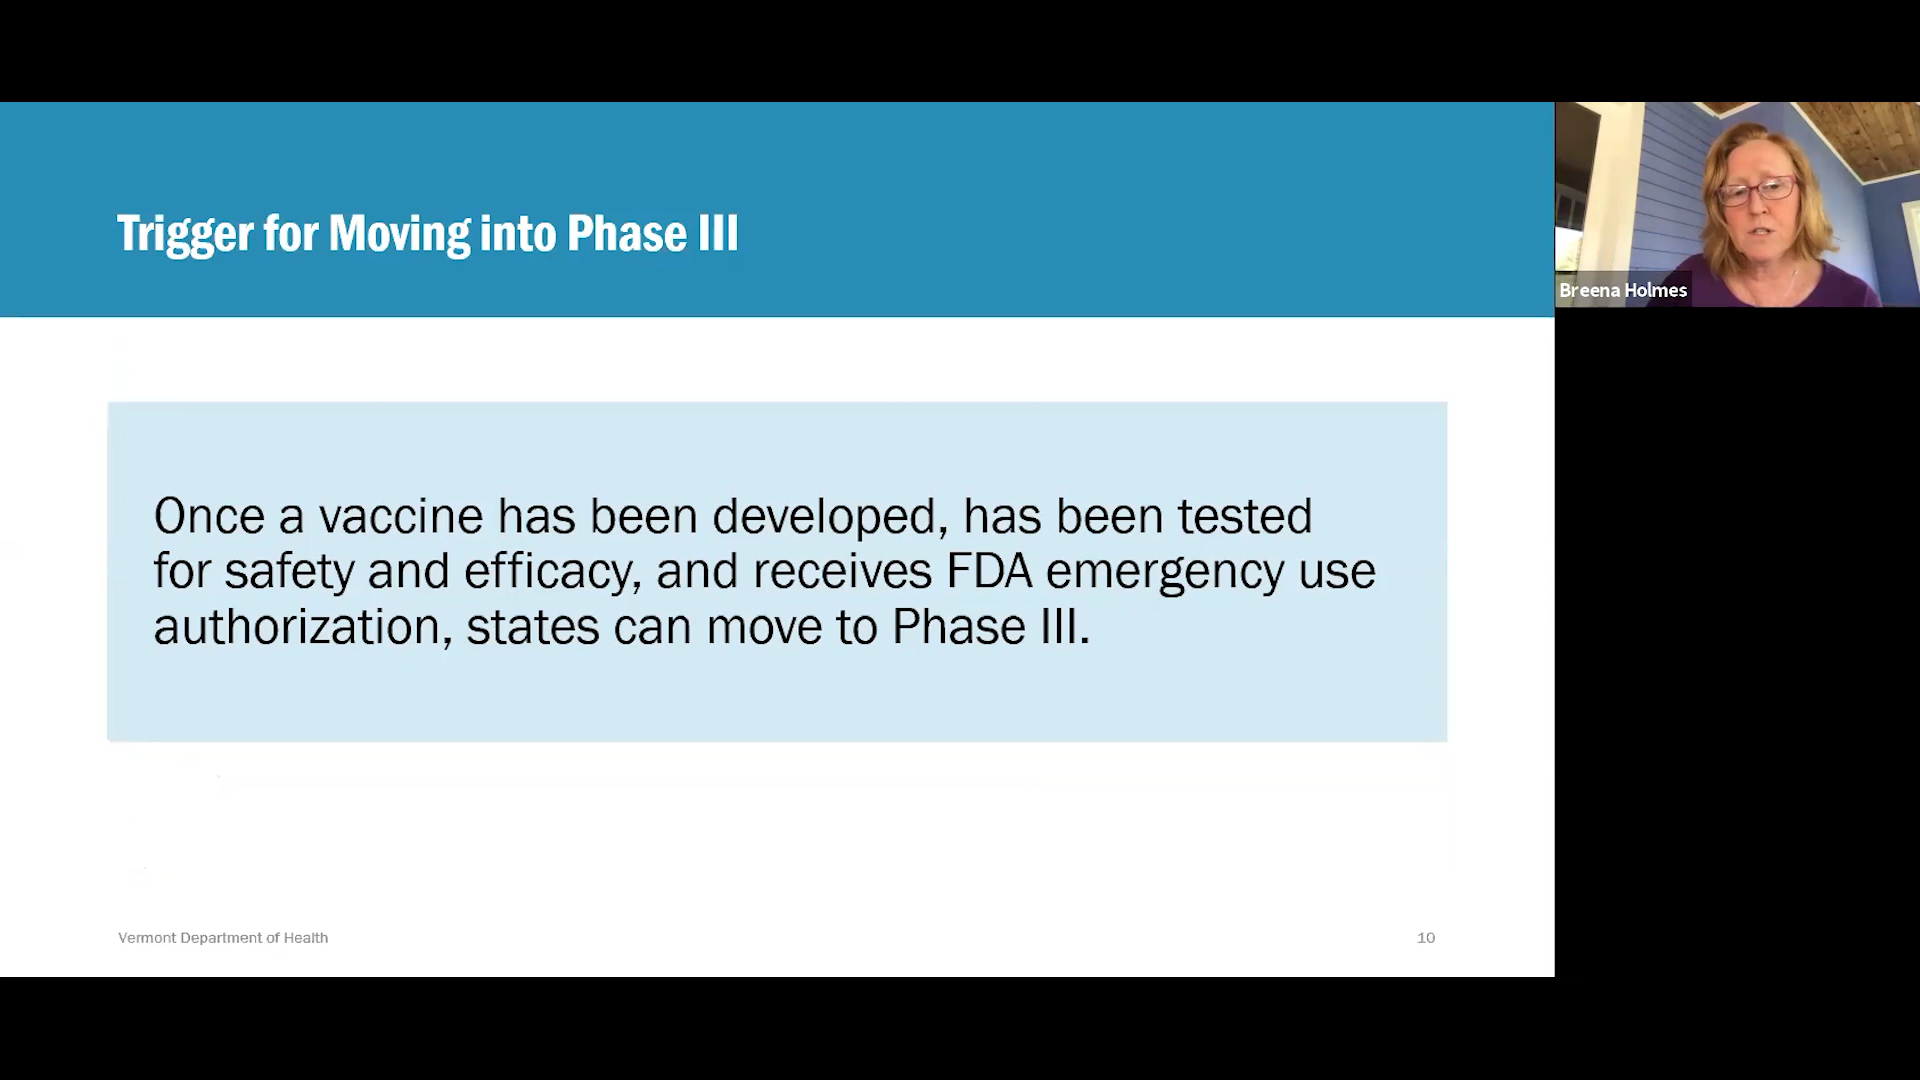 Trigger for Moving into Phase III
Breena Holmes
Once a vaccine has been developed, has been tested
for safety and efficacy, and receives FDA emergency use
authorization, states can move to Phase III.
Vermont Department of Health
10